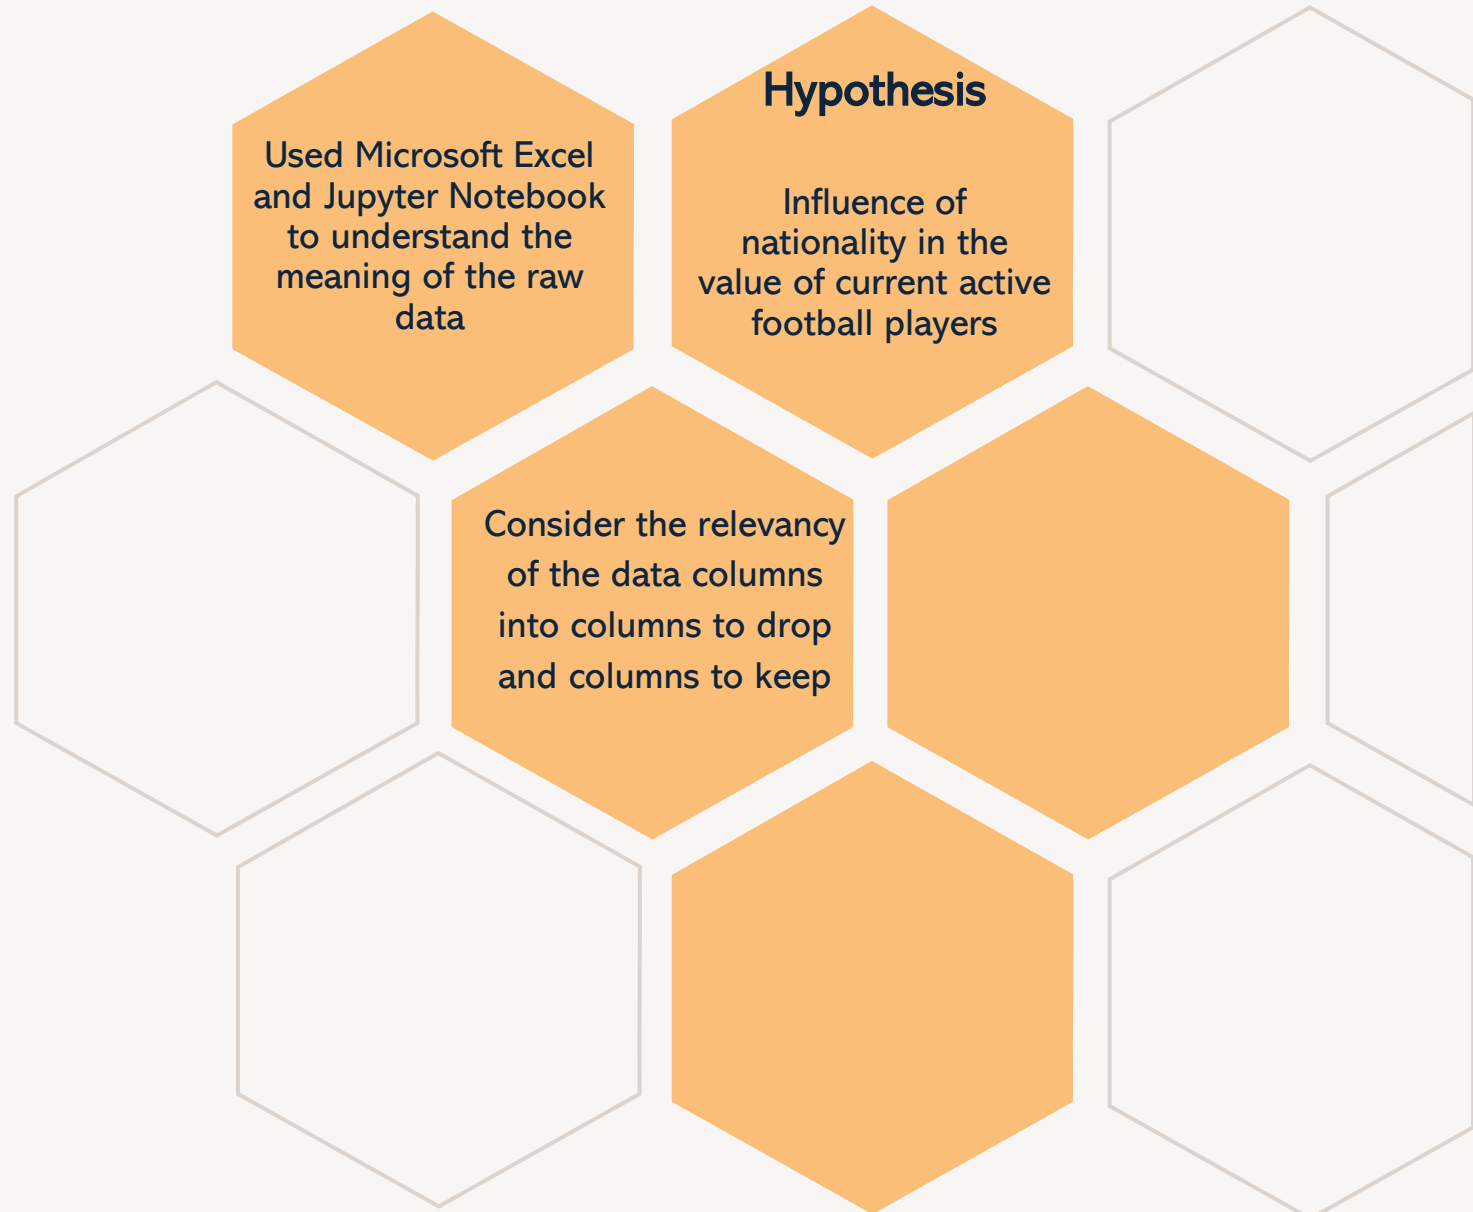 Used Microsoft Excel
and Jupyter Notebook
to understand the
meaning of the raw
data
Hypothesis
Influence of
nationality in the
value of current active
football players
Consider the relevancy
of the data columns
into columns to drop
and columns to keep